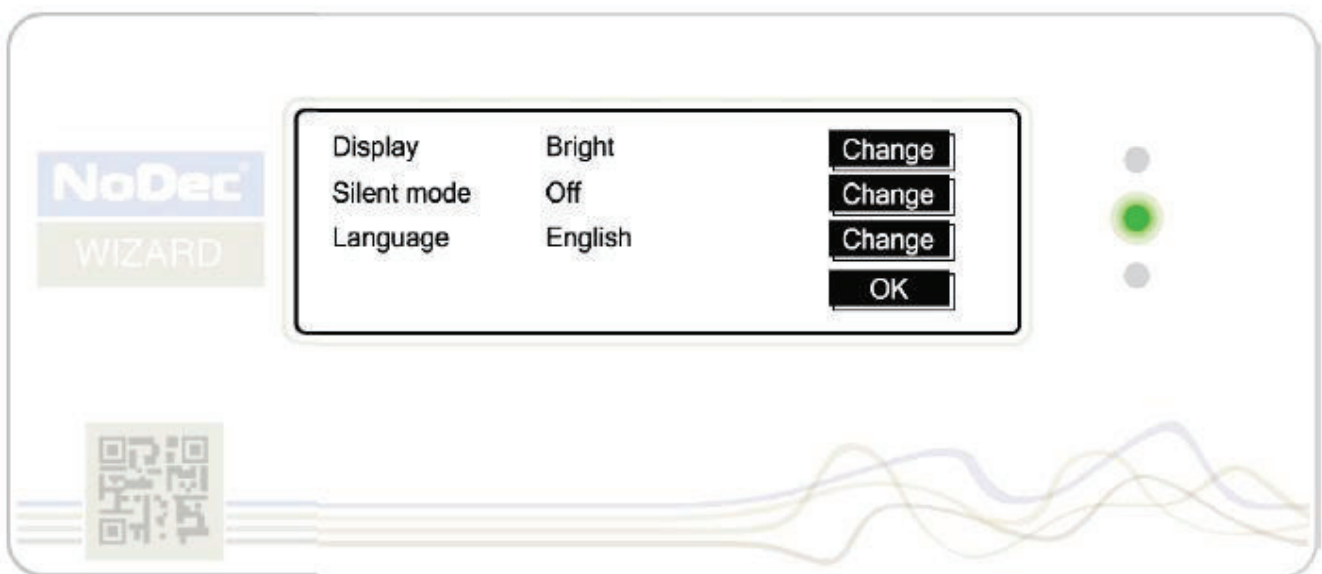 NoDec
WIZARD
Display Bright Change
Silent mode Off Change
Language English Change
OK